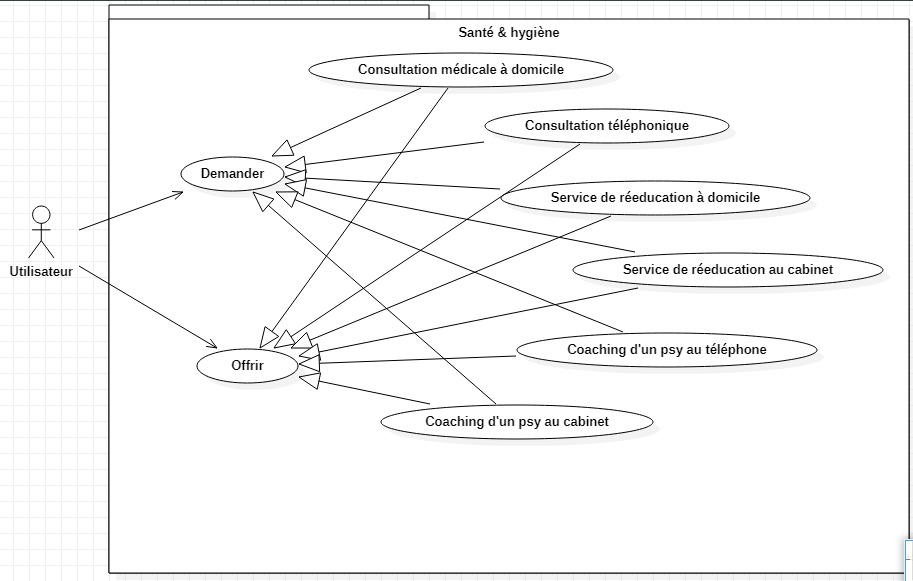 Santé & hygiène
Consultation médicale à domicile
Consultation téléphonique
Demander
Service de réeducation à domicile
Utilisateur
Service de réeducation au cabinet
Coaching d'un psy au téléphone
Offrir
Coaching d'un psy au cabinet